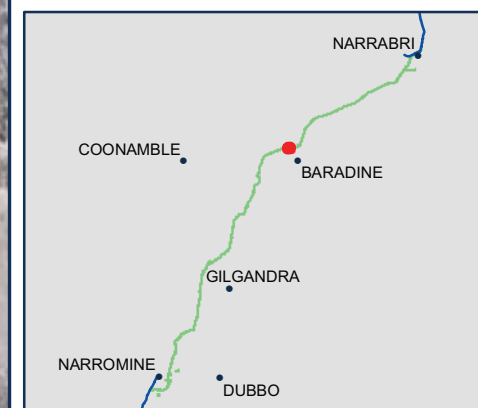 NARRABRI
COONAMBLE
BARADINE
GILGANDRA
NARROMINE
DUBBO